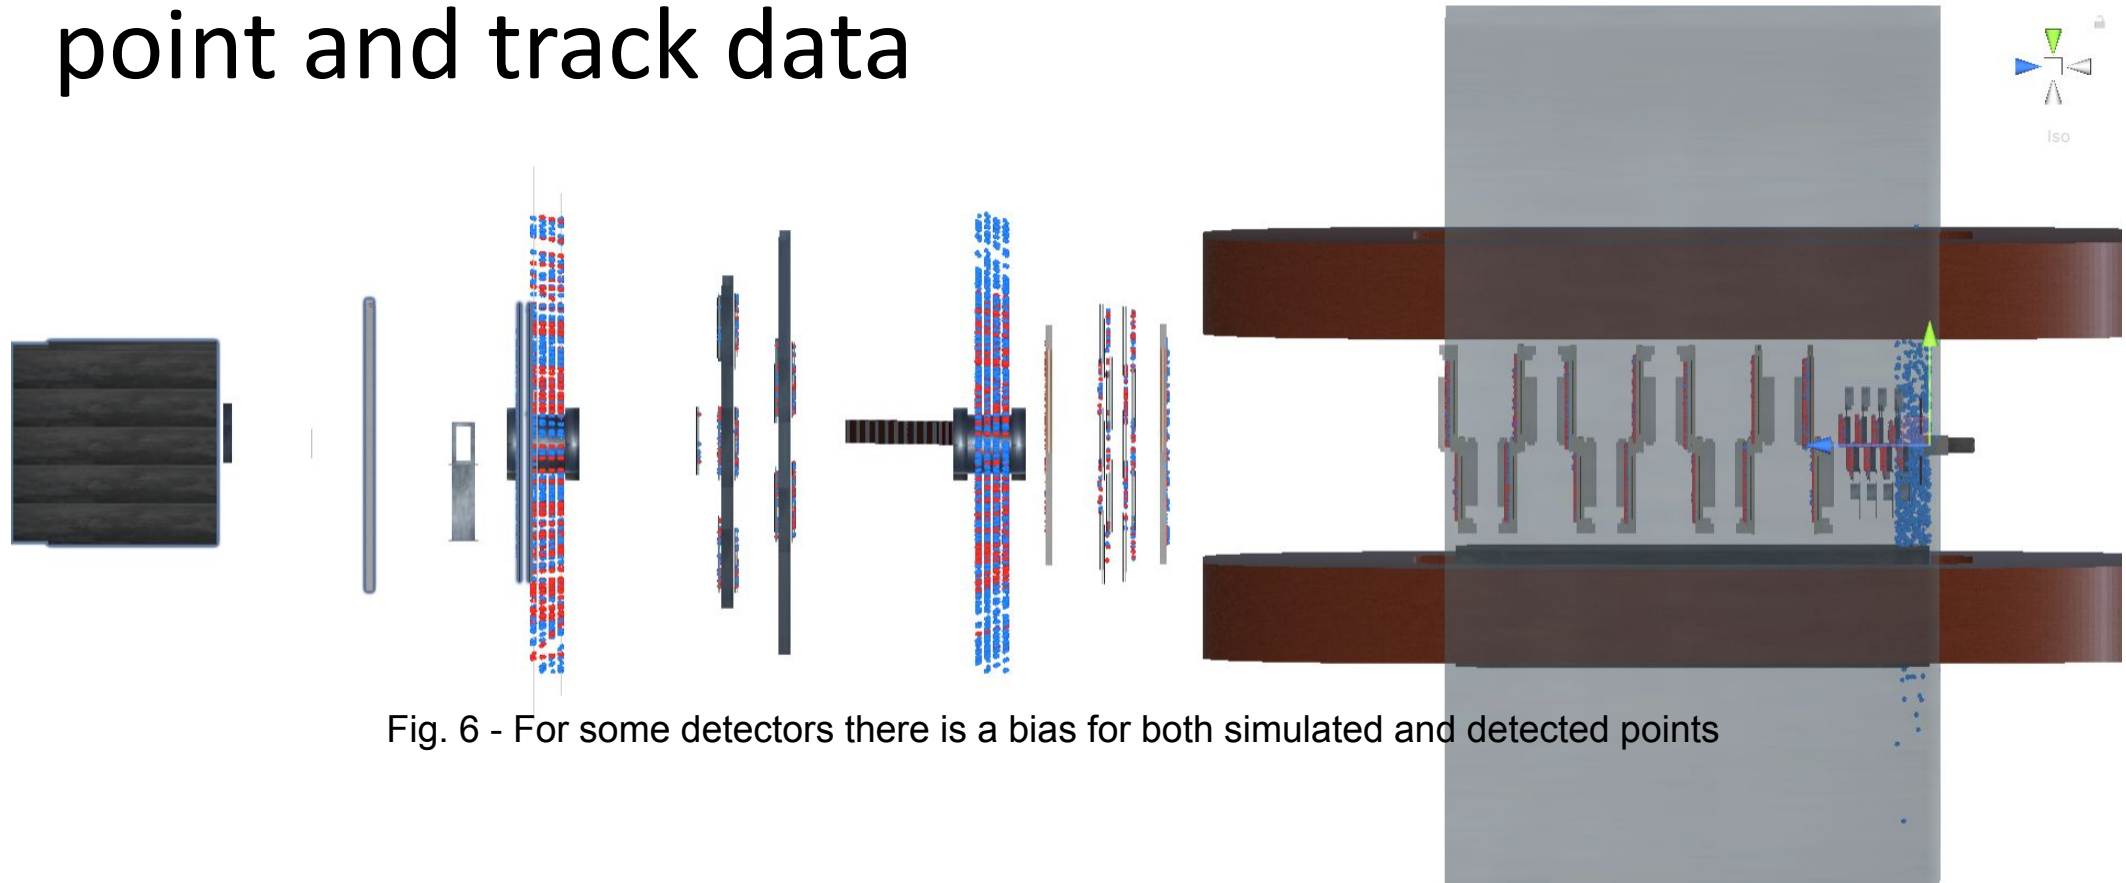 point and track data
Iso
Fig. 6 - For some detectors there is a bias for both simulated and detected points